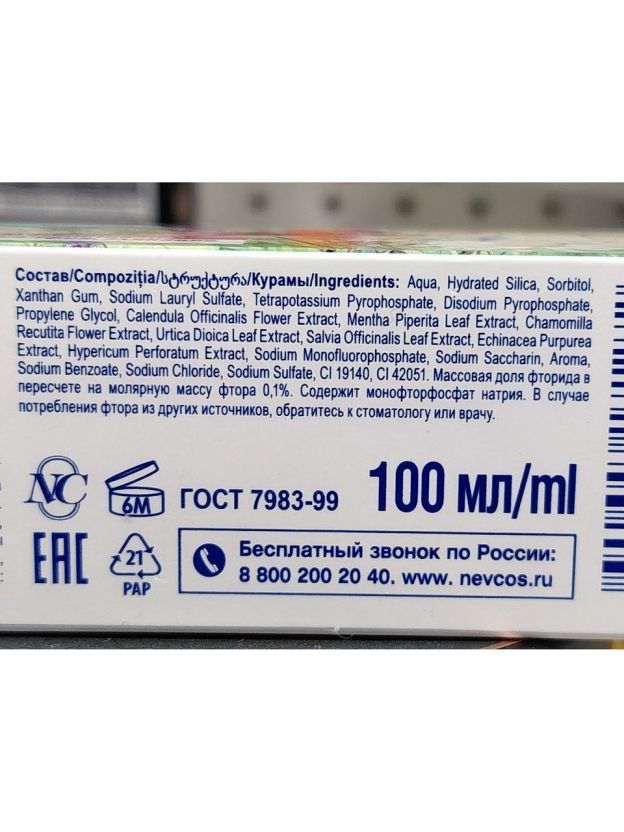 Состав/Compoziția/სტრუქტურა/Курамы/Ingredients: Aqua, Hydrated Silica, Sorbitol,
Xanthan Gum, Sodium Lauryl Sulfate, Tetrapotassium Pyrophosphate, Disodium Pyrophosphate,
Propylene Glycol, Calendula Officinalis Flower Extract, Mentha Piperita Leaf Extract, Chamomilla
Recutita Flower Extract, Urtica Dioica Leaf Extract, Salvia Officinalis Leaf Extract, Echinacea Purpurea
Extract, Hypericum Perforatum Extract, Sodium Monofluorophosphate, Sodium Saccharin, Aroma,
Sodium Benzoate, Sodium Chloride, Sodium Sulfate, CI 19140, CI 42051. Массовая доля фторида в
пересчете на молярную массу фтора 0,1%. Содержит монофторфосфат натрия. В случае
потребления фтора из других источников, обратитесь к стоматологу или врачу.
НС 6M ГОСТ 7983-99 100 мл/ml
EAC 21 PAP
Бесплатный звонок по России:
8 800 200 20 40. www. nevcos.ru